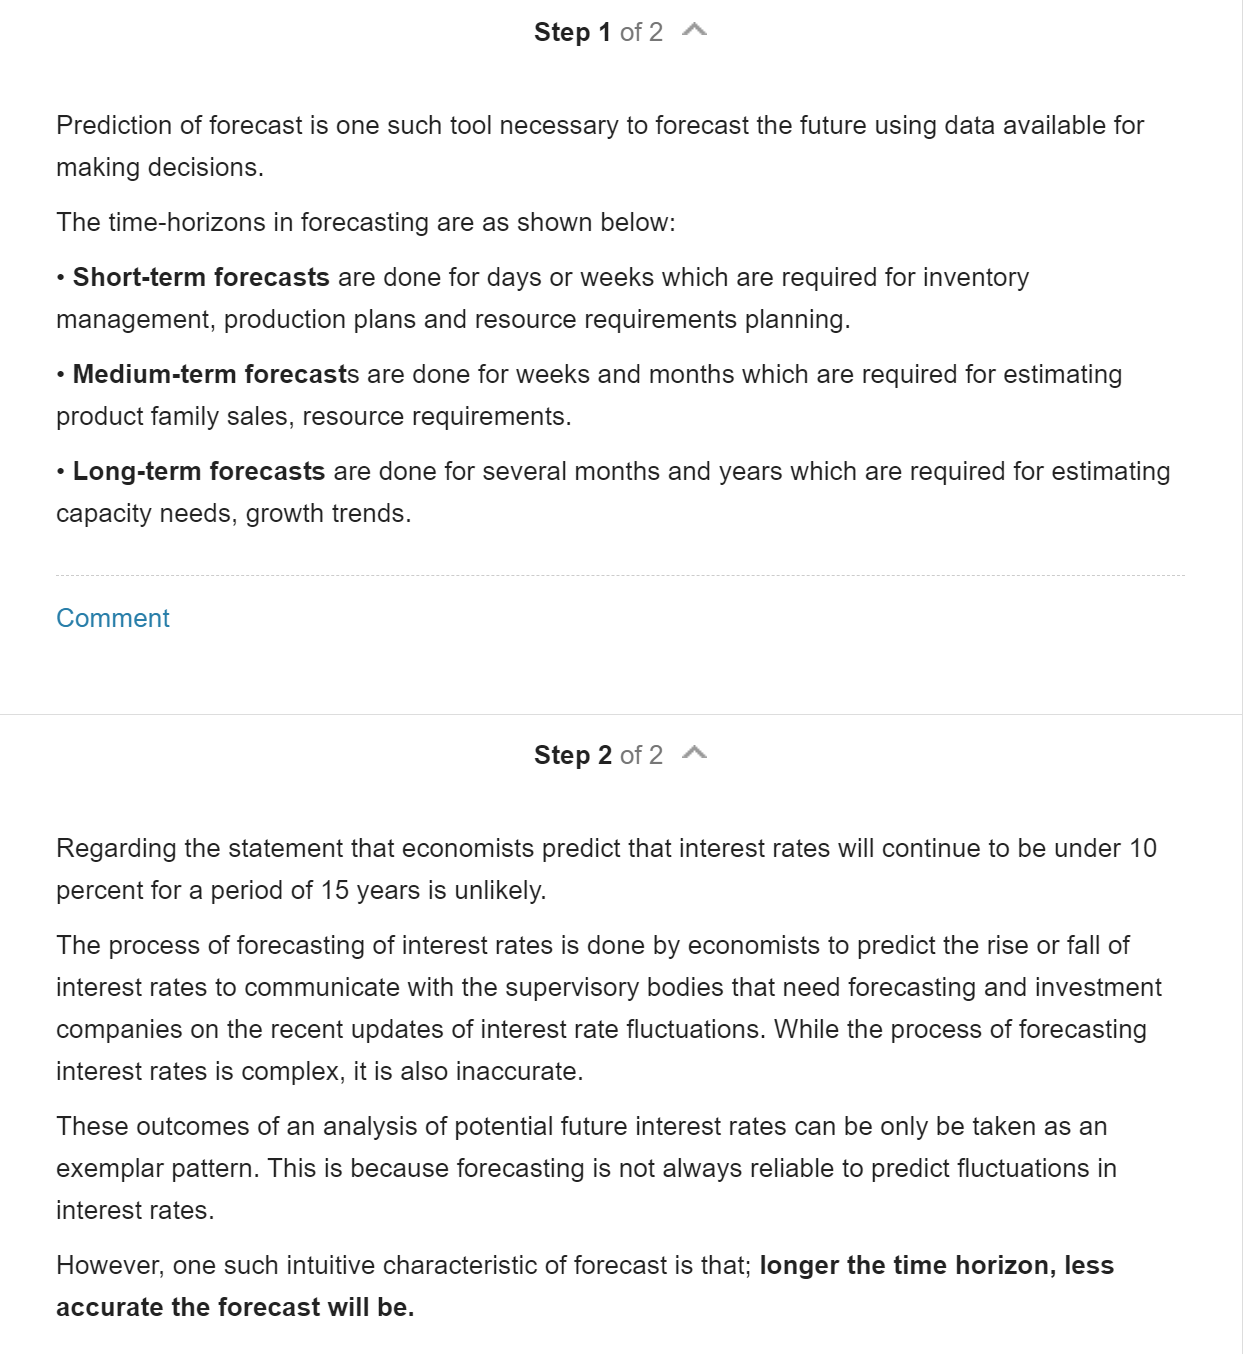 Step 1 of 2
Prediction of forecast is one such tool necessary to forecast the future using data available for
making decisions.
The time-horizons in forecasting are as shown below:
• Short-term forecasts are done for days or weeks which are required for inventory
management, production plans and resource requirements planning.
• Medium-term forecasts are done for weeks and months which are required for estimating
product family sales, resource requirements.
• Long-term forecasts are done for several months and years which are required for estimating
capacity needs, growth trends.
Comment
Step 2 of 2
Regarding the statement that economists predict that interest rates will continue to be under 10
percent for a period of 15 years is unlikely.
The process of forecasting of interest rates is done by economists to predict the rise or fall of
interest rates to communicate with the supervisory bodies that need forecasting and investment
companies on the recent updates of interest rate fluctuations. While the process of forecasting
interest rates is complex, it is also inaccurate.
These outcomes of an analysis of potential future interest rates can be only be taken as an
exemplar pattern. This is because forecasting is not always reliable to predict fluctuations in
interest rates.
However, one such intuitive characteristic of forecast is that; longer the time horizon, less
accurate the forecast will be.